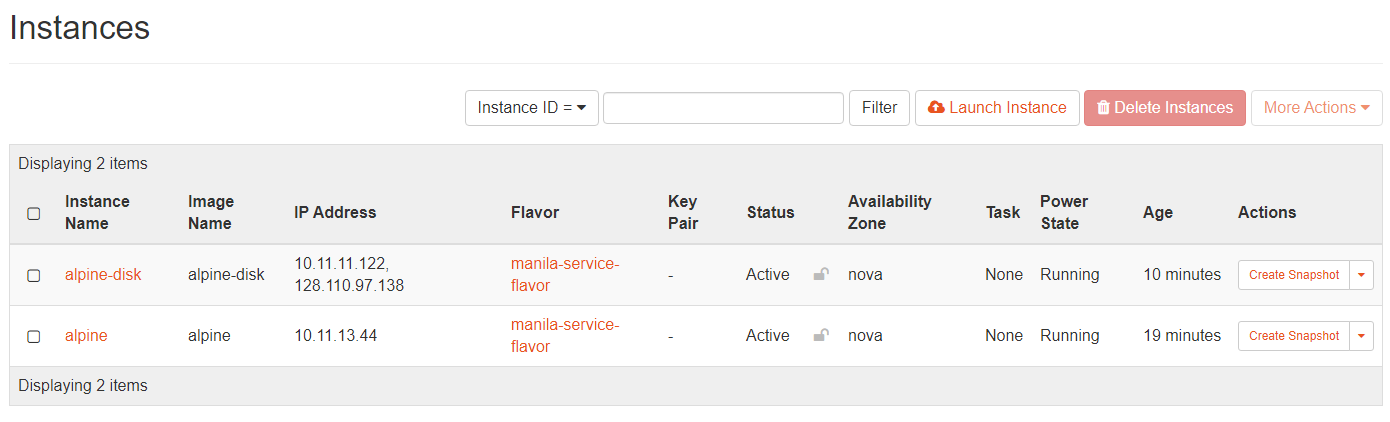 Instances
Instance ID = Filter Launch Instance Delete Instances More Actions
Displaying 2 items
Instance Name Image Name IP Address Flavor Key Pair Status Availability Zone Task Power State Age Actions
alpine-disk alpine-disk 10.11.11.122, 128.110.97.138 manila-service-flavor - Active nova None Running 10 minutes Create Snapshot
alpine alpine 10.11.13.44 manila-service-flavor - Active nova None Running 19 minutes Create Snapshot
Displaying 2 items